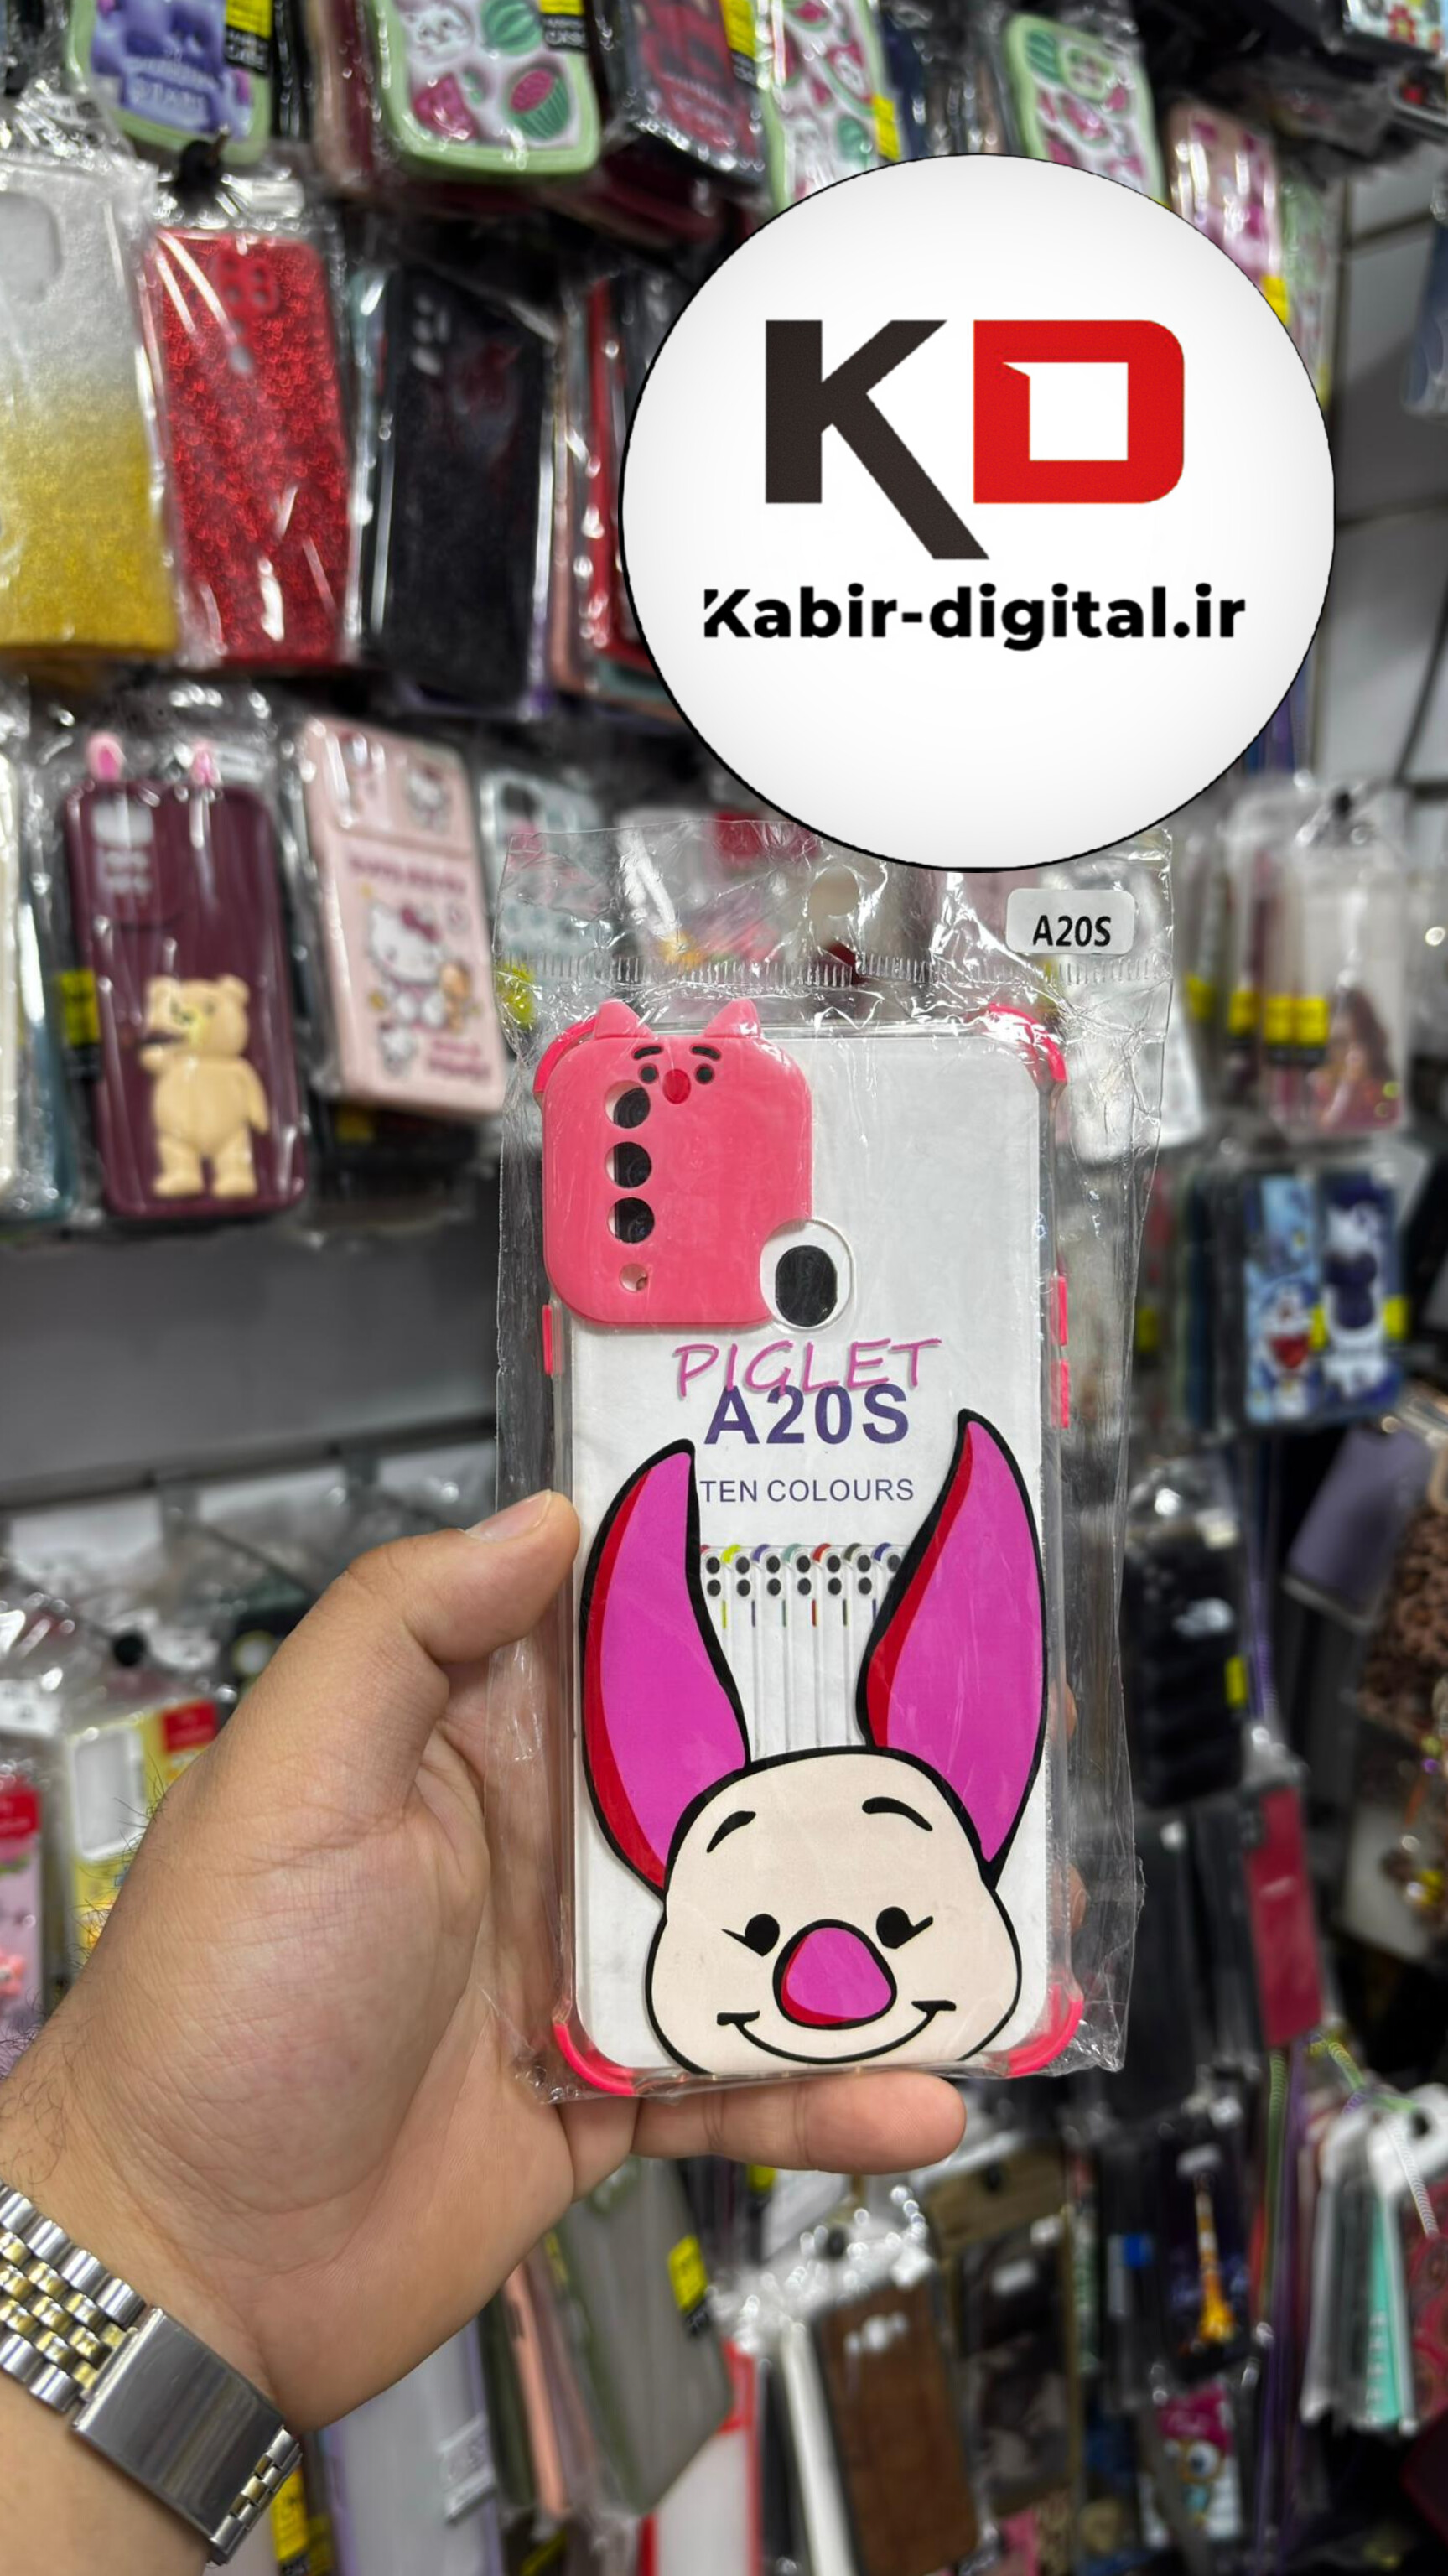 KD
Kabir-digital.ir
A20S
PIGLET
A20S
TEN COLOURS